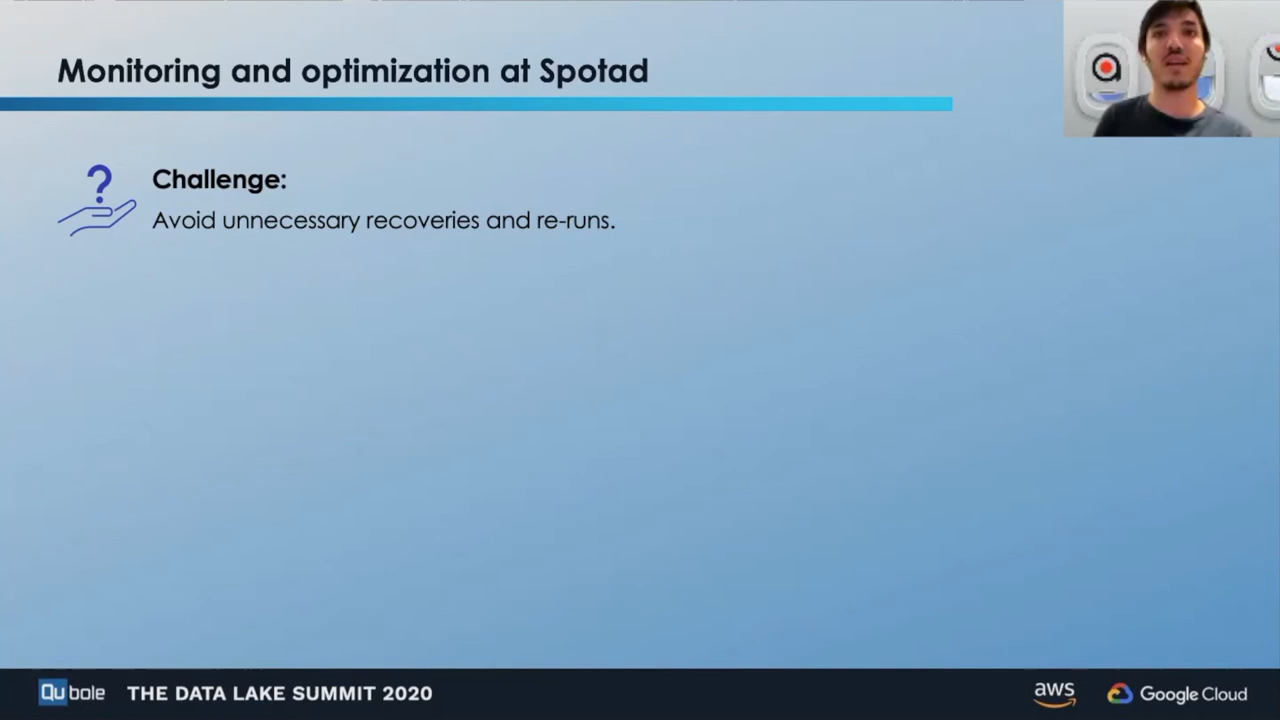 Monitoring and optimization at Spotad
Challenge:
Avoid unnecessary recoveries and re-runs.
Qubole THE DATA LAKE SUMMIT 2020 aws Google Cloud